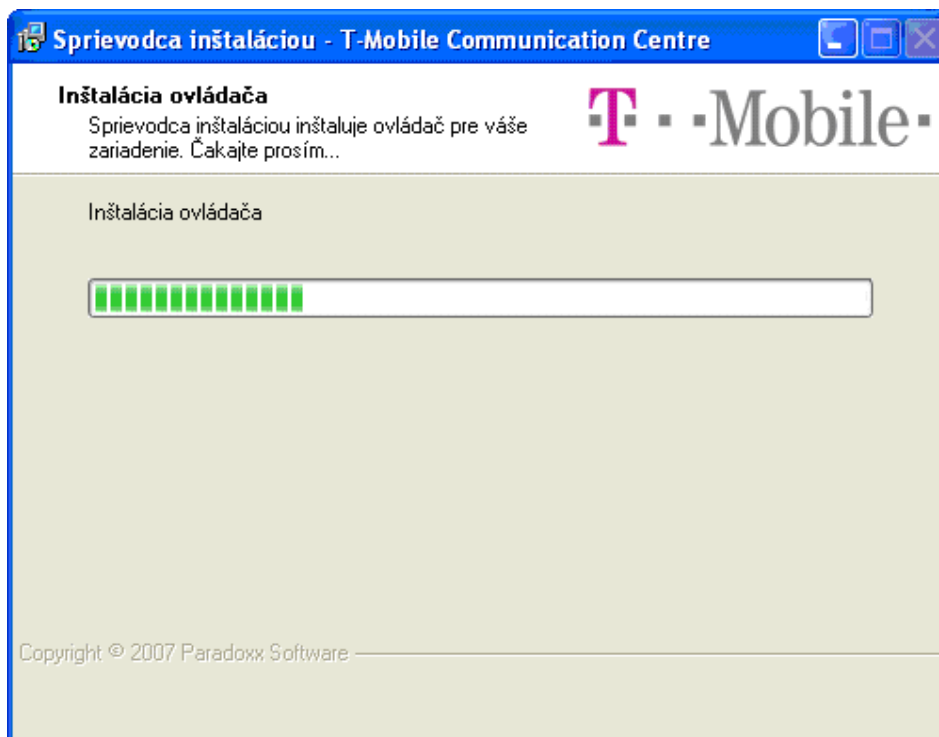 Sprievodca inštaláciou - T-Mobile Communication Centre
Inštalácia ovládača
Sprievodca inštaláciou inštaluje ovládač pre váše
zariadenie. Čakajte prosím...
T · · Mobile ·
Inštalácia ovládača
Copyright © 2007 Paradoxx Software